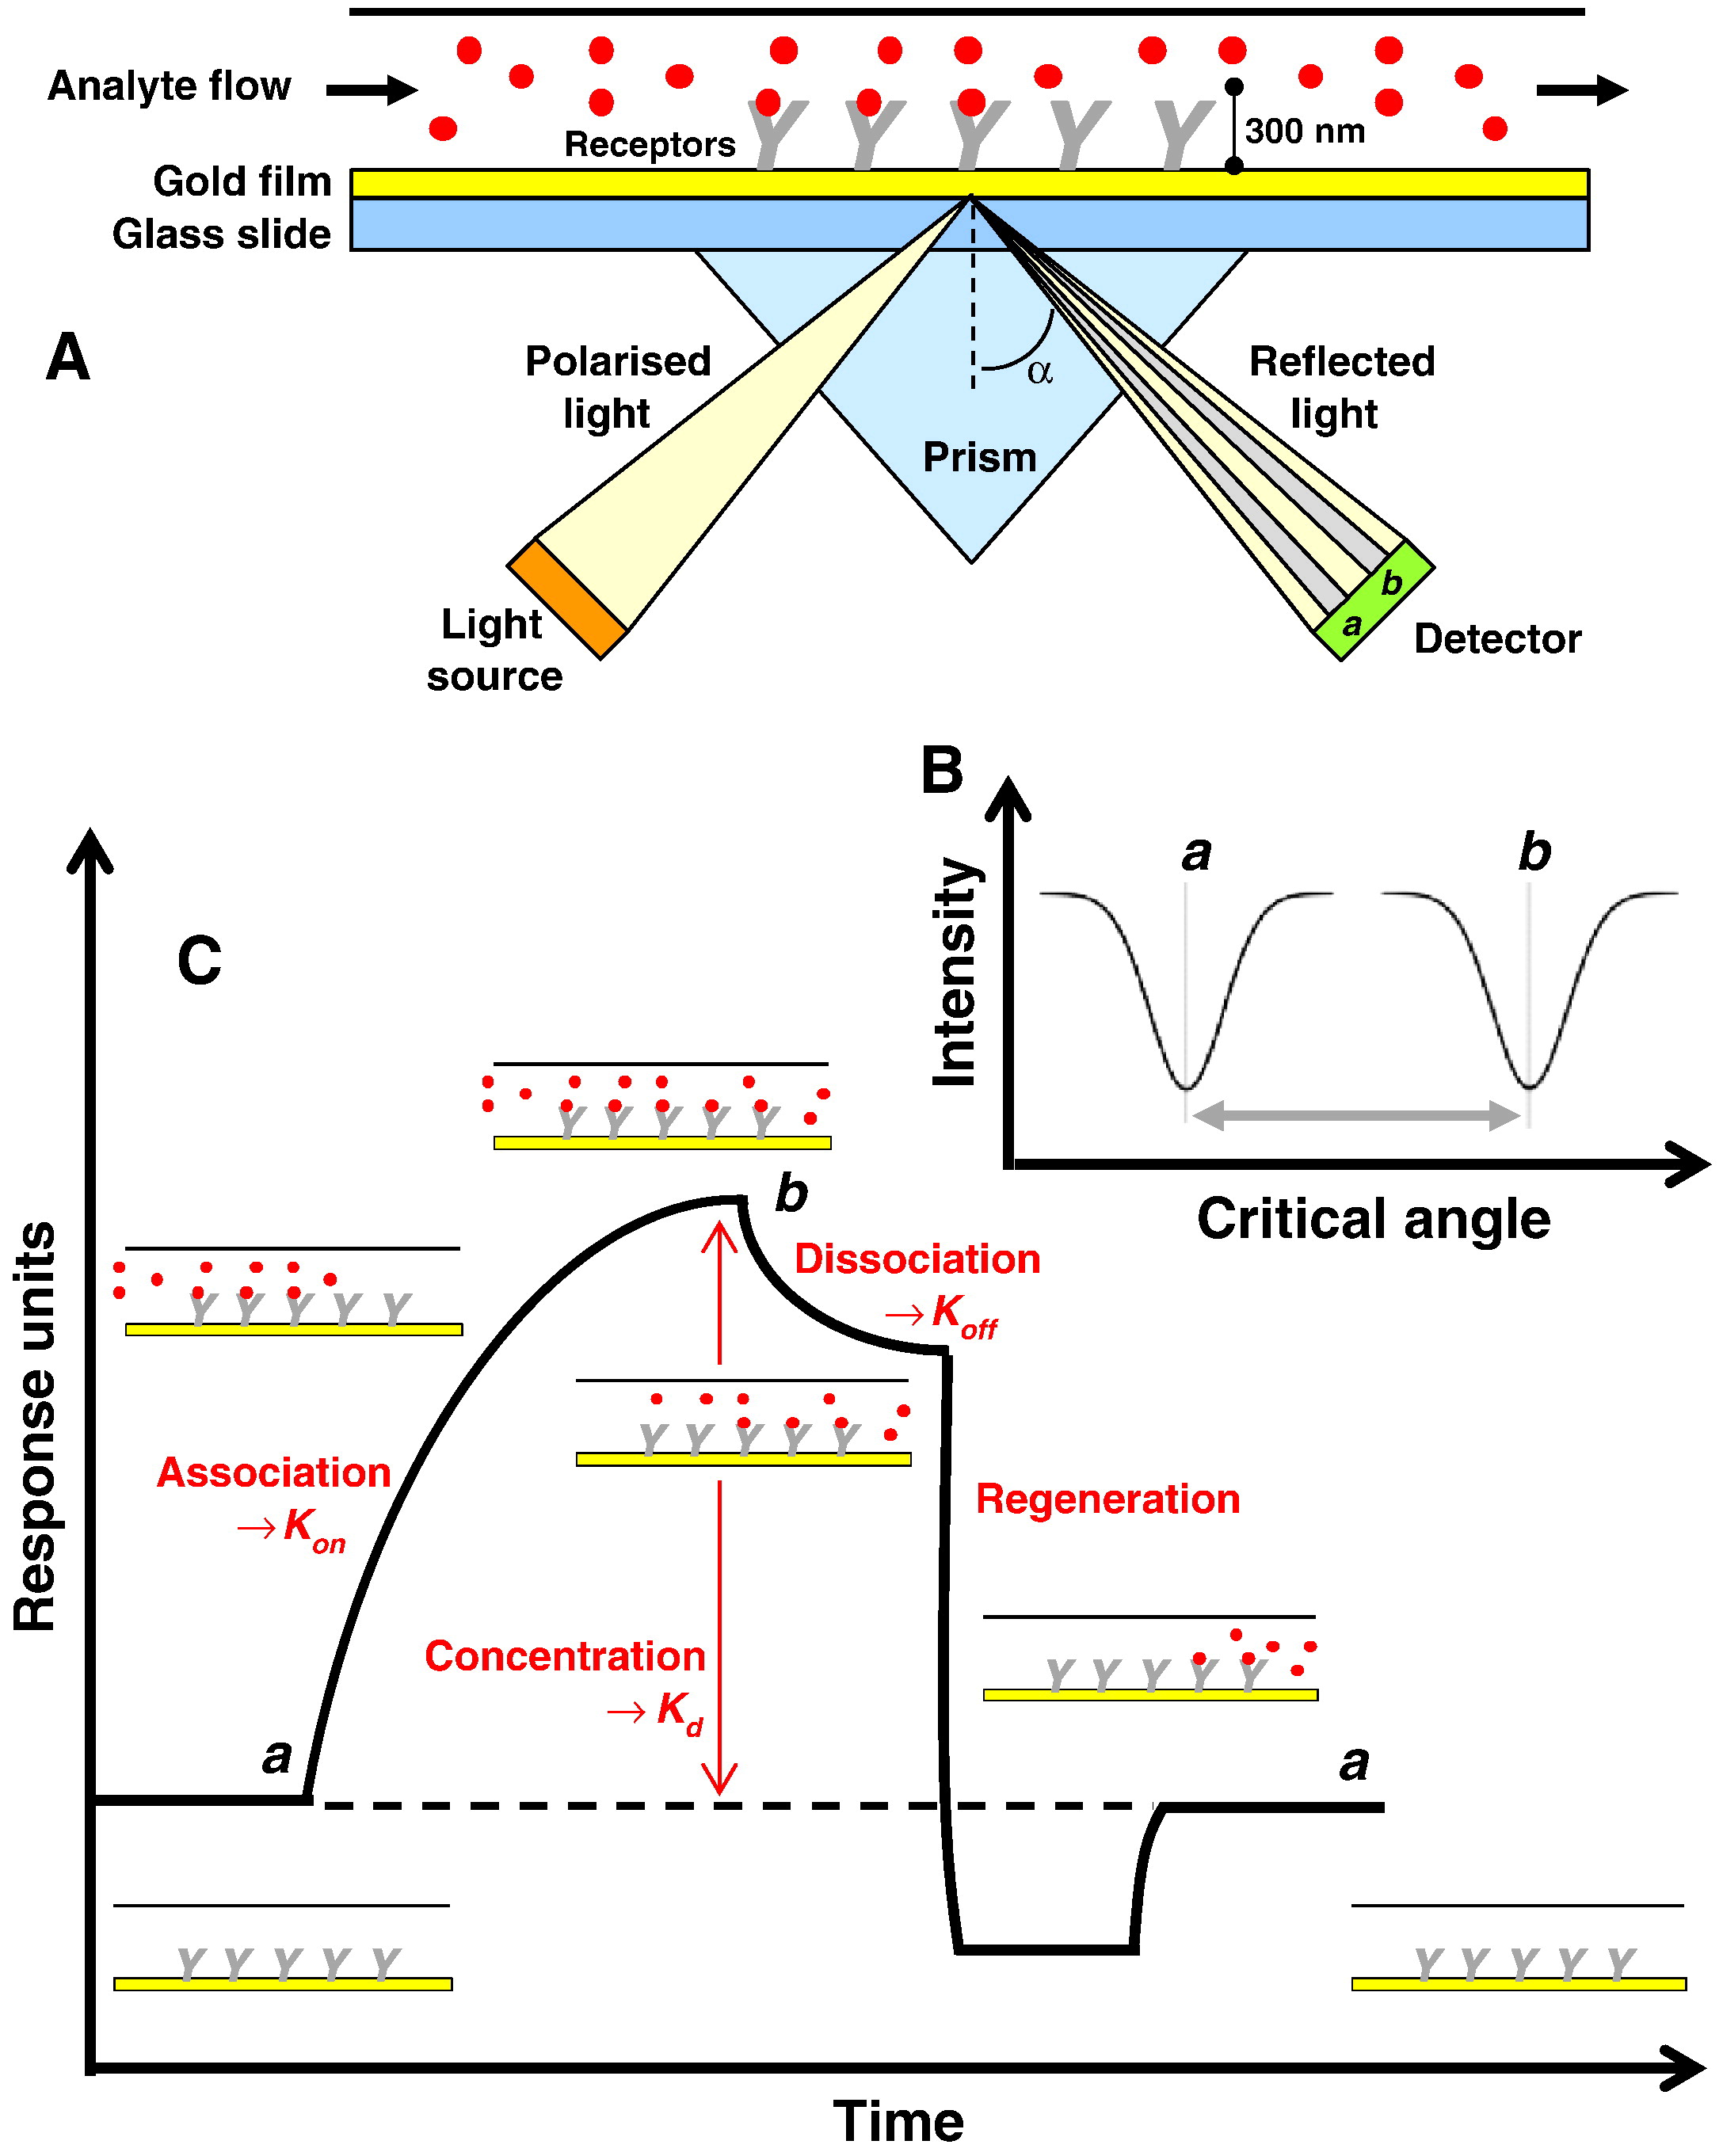 Analyte flow
Receptors
300 nm
Gold film
Glass slide
A
Polarised
light
α
Reflected
light
Prism
Light
source
a
b
Detector
B
Intensity
a
b
Critical angle
C
Response units
b
Dissociation
→ Koff
Association
→ Kon
Regeneration
Concentration
→ Kd
a
a
Time